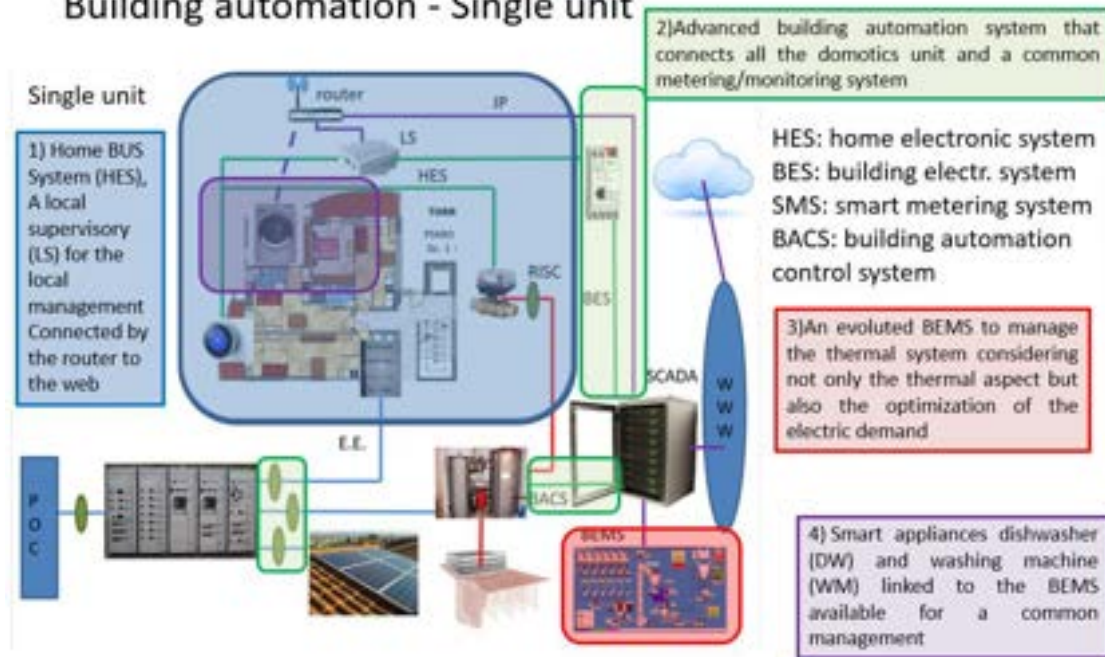 Building automation - Single unit
2)Advanced building automation system that
connects all the domotics unit and a common
metering/monitoring system
Single unit
1) Home BUS
System (HES),
A local
supervisory
(LS) for the
local
management
Connected by
the router to
the web
router
IP
LS
HES
RISC
BES
HES: home electronic system
BES: building electr. system
SMS: smart metering system
BACS: building automation
control system
3)An evoluted BEMS to manage
the thermal system considering
not only the thermal aspect but
also the optimization of the
electric demand
SCADA
W
W
W
E.E.
P
O
C
BACS
BEMS
4) Smart appliances dishwasher
(DW) and washing machine
(WM) linked to the BEMS
available for a common
management